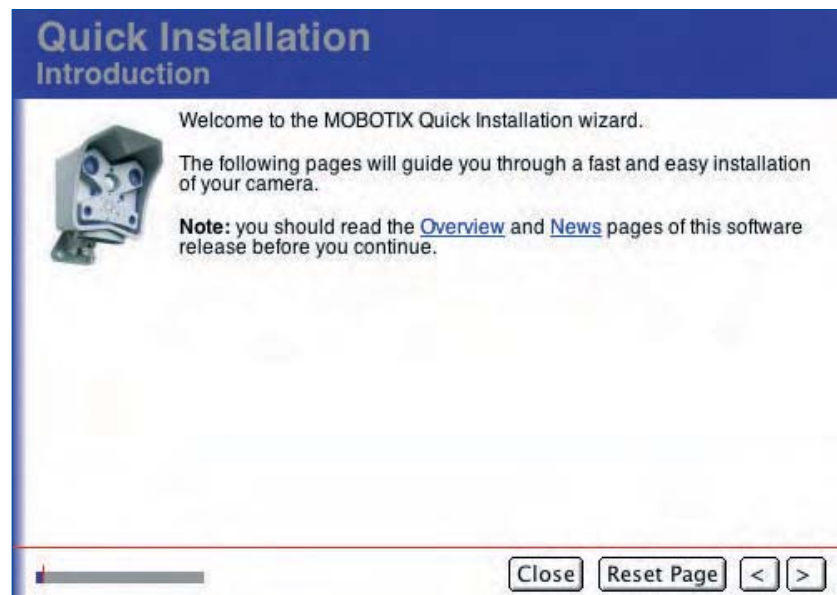 Quick Installation
Introduction
Welcome to the MOBOTIX Quick Installation wizard.
The following pages will guide you through a fast and easy installation
of your camera.
Note: you should read the Overview and News pages of this software
release before you continue.
Close Reset Page < >